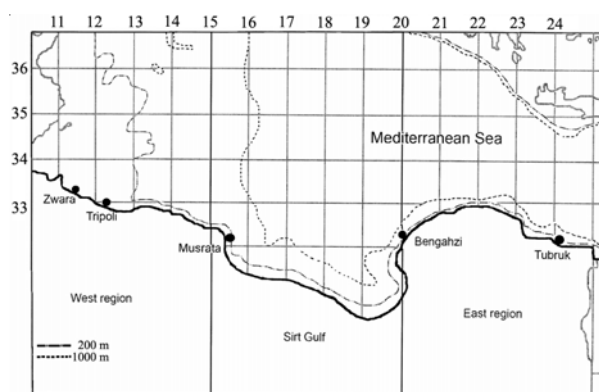 11 12 13 14 15 16 17 18 19 20 21 22 23 24
36
35
34
33
Mediterranean Sea
Zwara
Tripoli
Musrata
Bengahzi
Tubruk
West region
East region
Sirt Gulf
200 m
1000 m